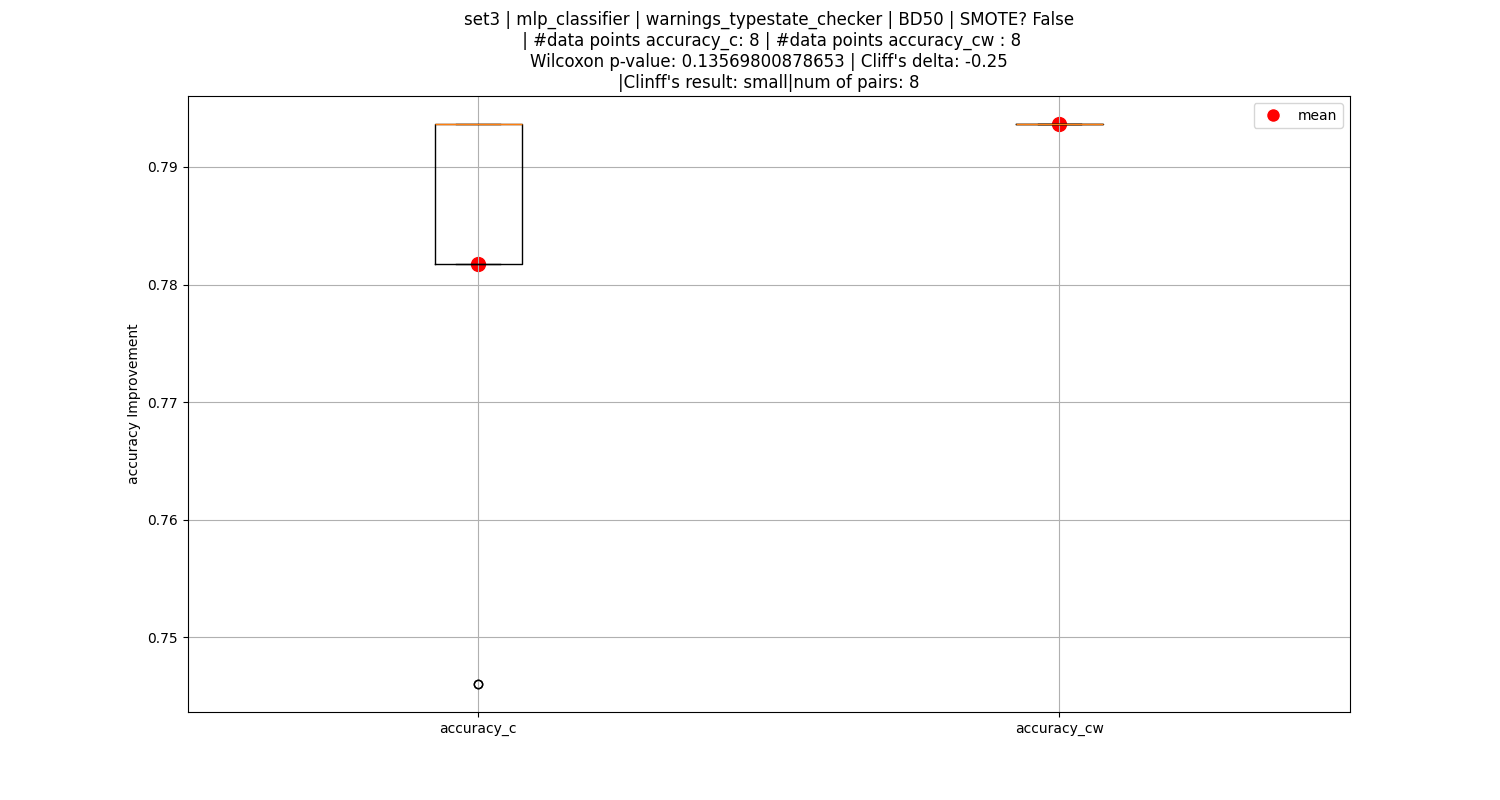 set3 | mlp_classifier | warnings_typestate_checker | BD50 | SMOTE? False
| #data points accuracy_c: 8 | #data points accuracy_cw : 8
Wilcoxon p-value: 0.13569800878653 | Cliff's delta: -0.25
|Clinff's result: small|num of pairs: 8
mean
0.79
0.78
0.77
0.76
0.75
accuracy Improvement
accuracy_c
accuracy_cw